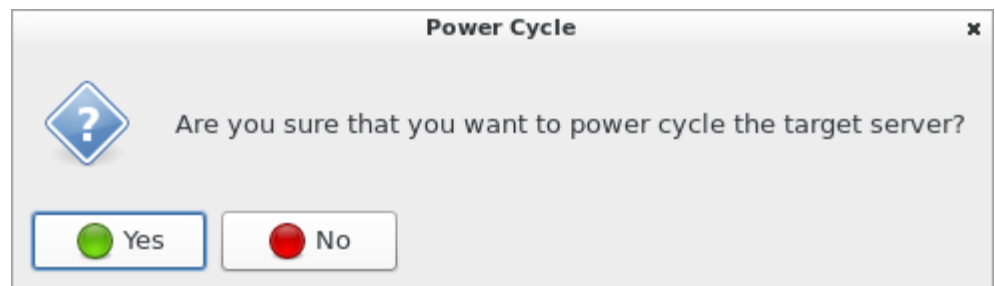 Power Cycle
?
Are you sure that you want to power cycle the target server?
Yes
No